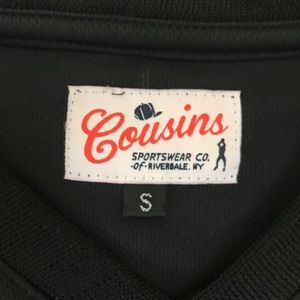 Cousins
SPORTSWEAR CO.
-of- RIVERDALE, NY
S